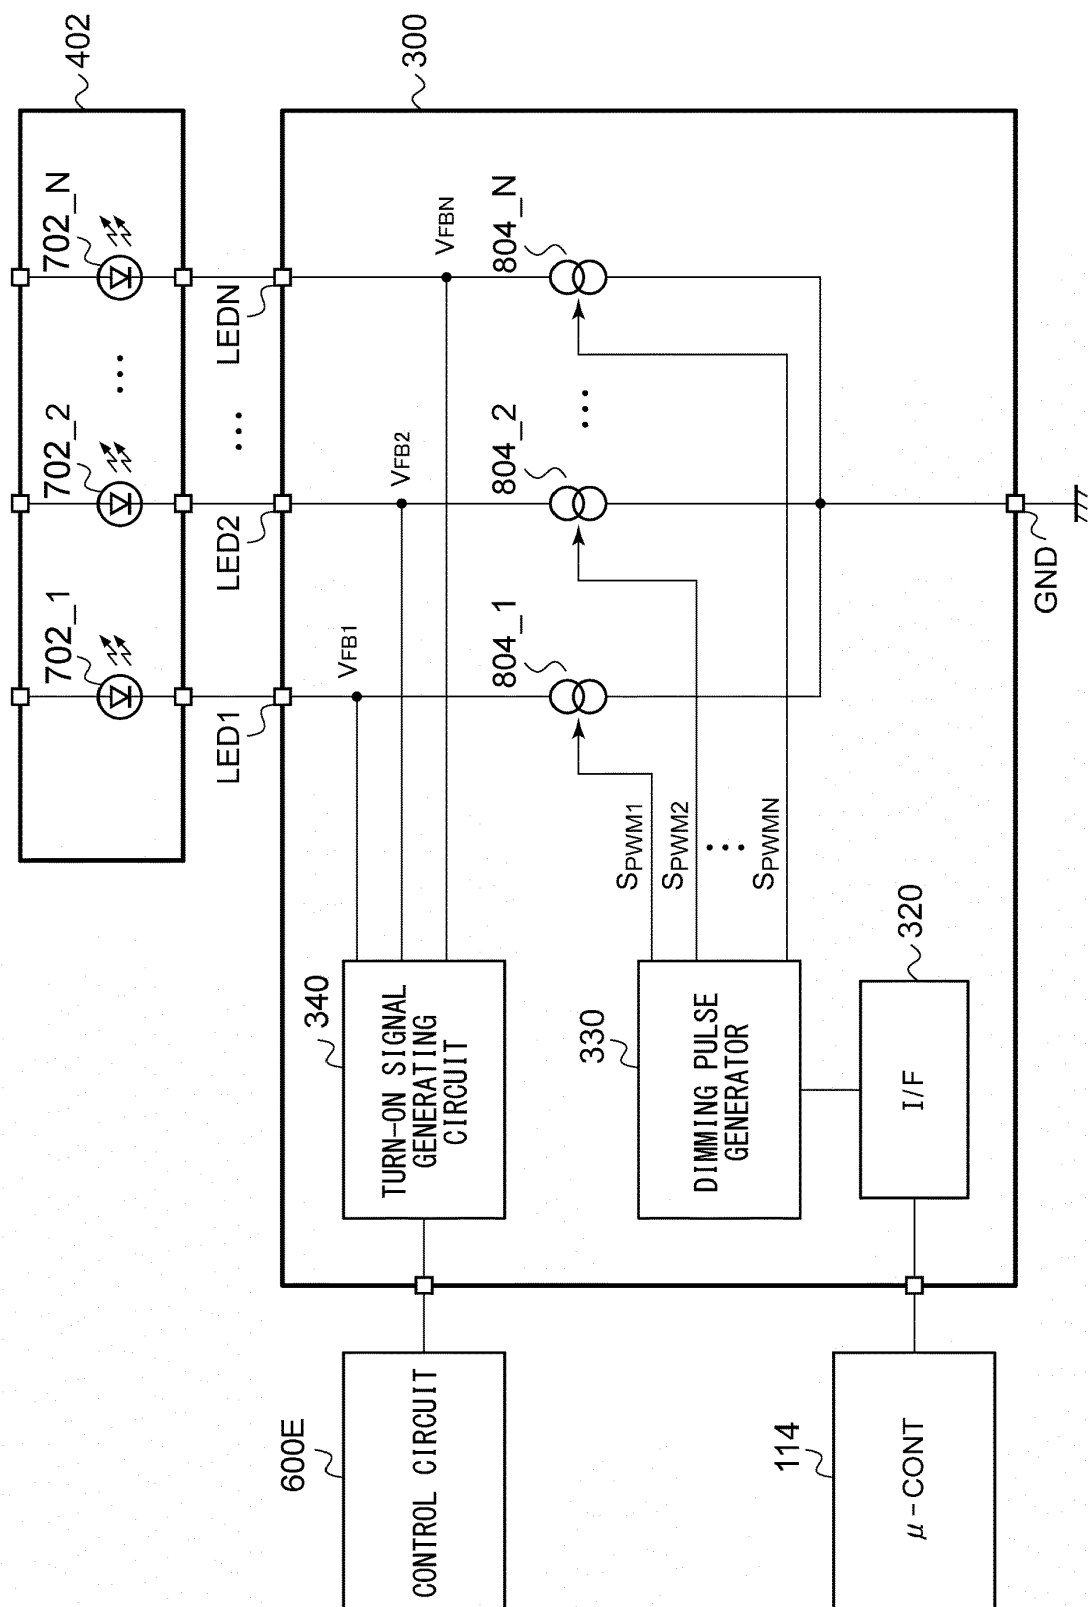 402
702_1
702_2
702_N
...
LED1
LED2
...
LEDN
300
VFB1
VFB2
VFBN
804_1
804_2
...
804_N
340
TURN-ON SIGNAL
GENERATING
CIRCUIT
600E
CONTROL CIRCUIT
330
DIMMING PULSE
GENERATOR
SPWM1
SPWM2
...
SPWMN
320
I/F
114
μ-CONT
GND